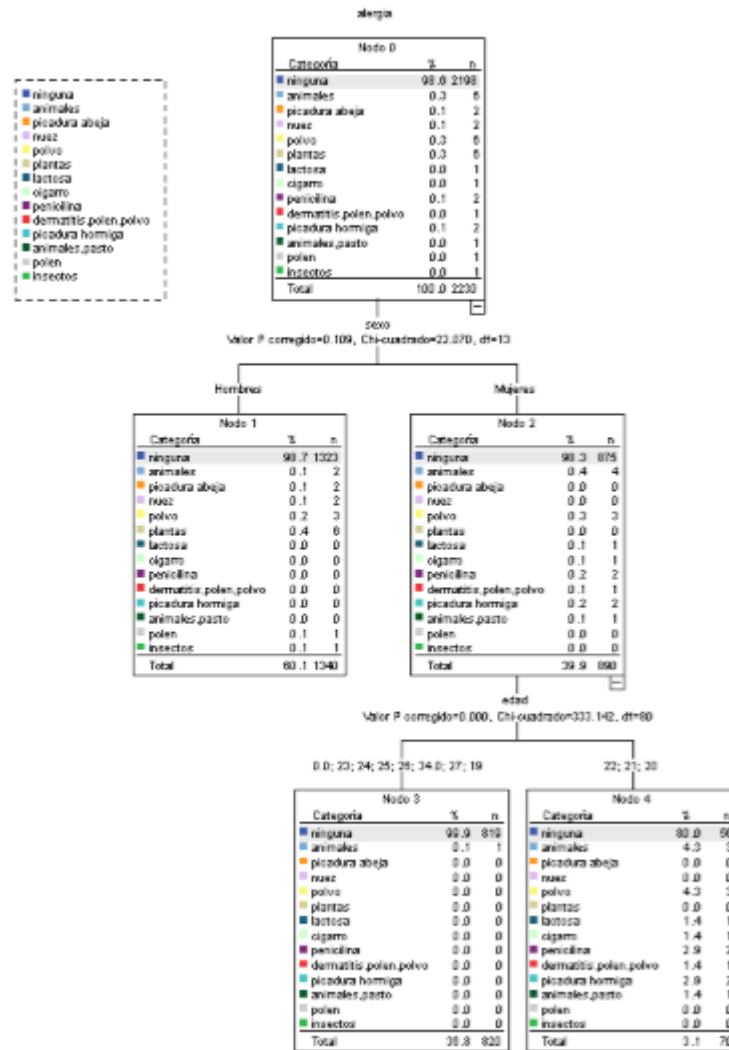 alergia
ninguna
animales
picadura abeja
nuez
polvo
plantas
lactosa
cigarro
penicilina
dermatitis,polen,polvo
picadura hormiga
animales,pasto
polen
insectos
Nodo 0
Categoría % n
ninguna 98.6 2198
animales 0.3 6
picadura abeja 0.1 2
nuez 0.1 2
polvo 0.3 6
plantas 0.3 6
lactosa 0.0 1
cigarro 0.0 1
penicilina 0.1 2
dermatitis,polen,polvo 0.0 1
picadura hormiga 0.1 2
animales,pasto 0.0 1
polen 0.0 1
insectos 0.0 1
Total 100.0 2230
sexo
Valor P corregido=0.109, Chi-cuadrado=22.070, df=13
Hombres Mujeres
Nodo 1
Categoría % n
ninguna 98.7 1323
animales 0.1 2
picadura abeja 0.1 2
nuez 0.1 2
polvo 0.2 3
plantas 0.4 6
lactosa 0.0 0
cigarro 0.0 0
penicilina 0.0 0
dermatitis,polen,polvo 0.0 0
picadura hormiga 0.0 0
animales,pasto 0.0 0
polen 0.1 1
insectos 0.1 1
Total 60.1 1340
Nodo 2
Categoría % n
ninguna 98.3 875
animales 0.4 4
picadura abeja 0.0 0
nuez 0.0 0
polvo 0.3 3
plantas 0.0 0
lactosa 0.1 1
cigarro 0.1 1
penicilina 0.2 2
dermatitis,polen,polvo 0.1 1
picadura hormiga 0.2 2
animales,pasto 0.1 1
polen 0.0 0
insectos 0.0 0
Total 39.9 890
edad
Valor P corregido=0.000, Chi-cuadrado=333.142, df=80
0.0; 23; 24; 25; 26; 34.0; 27; 19 22; 21; 20
Nodo 3
Categoría % n
ninguna 99.9 819
animales 0.1 1
picadura abeja 0.0 0
nuez 0.0 0
polvo 0.0 0
plantas 0.0 0
lactosa 0.0 0
cigarro 0.0 0
penicilina 0.0 0
dermatitis,polen,polvo 0.0 0
picadura hormiga 0.0 0
animales,pasto 0.0 0
polen 0.0 0
insectos 0.0 0
Total 36.8 820
Nodo 4
Categoría % n
ninguna 80.0 56
animales 4.3 3
picadura abeja 0.0 0
nuez 0.0 0
polvo 4.3 3
plantas 0.0 0
lactosa 1.4 1
cigarro 1.4 1
penicilina 2.9 2
dermatitis,polen,polvo 1.4 1
picadura hormiga 2.9 2
animales,pasto 1.4 1
polen 0.0 0
insectos 0.0 0
Total 3.1 70